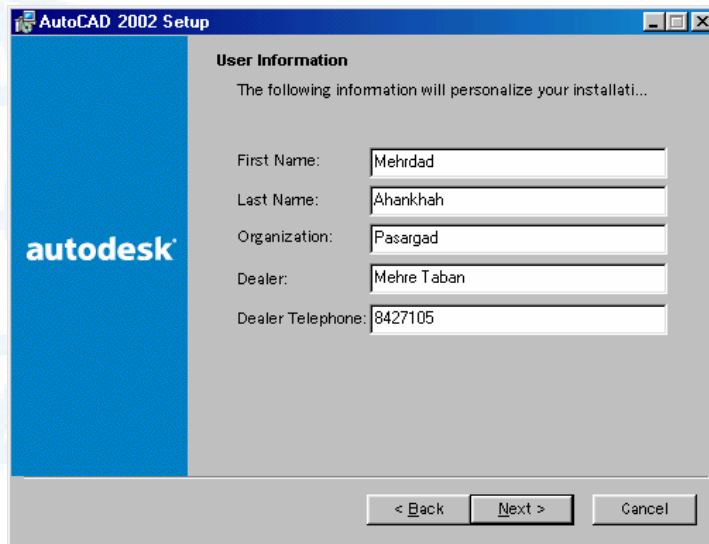 AutoCAD 2002 Setup
User Information
The following information will personalize your installati...
First Name: Mehrdad
Last Name: Ahankhah
Organization: Pasargad
autodesk
Dealer: Mehre Taban
Dealer Telephone: 8427105
< Back Next > Cancel